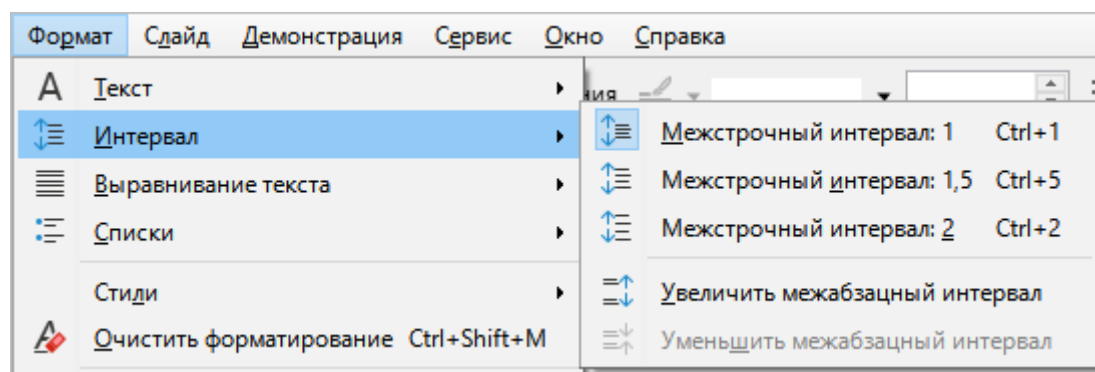 Формат Слайд Демонстрация Сервис Окно Справка
Текст
Интервал
Выравнивание текста
Списки
Стили
Очистить форматирование Ctrl+Shift+M
Межстрочный интервал: 1 Ctrl+1
Межстрочный интервал: 1,5 Ctrl+5
Межстрочный интервал: 2 Ctrl+2
Увеличить межабзацный интервал
Уменьшить межабзацный интервал